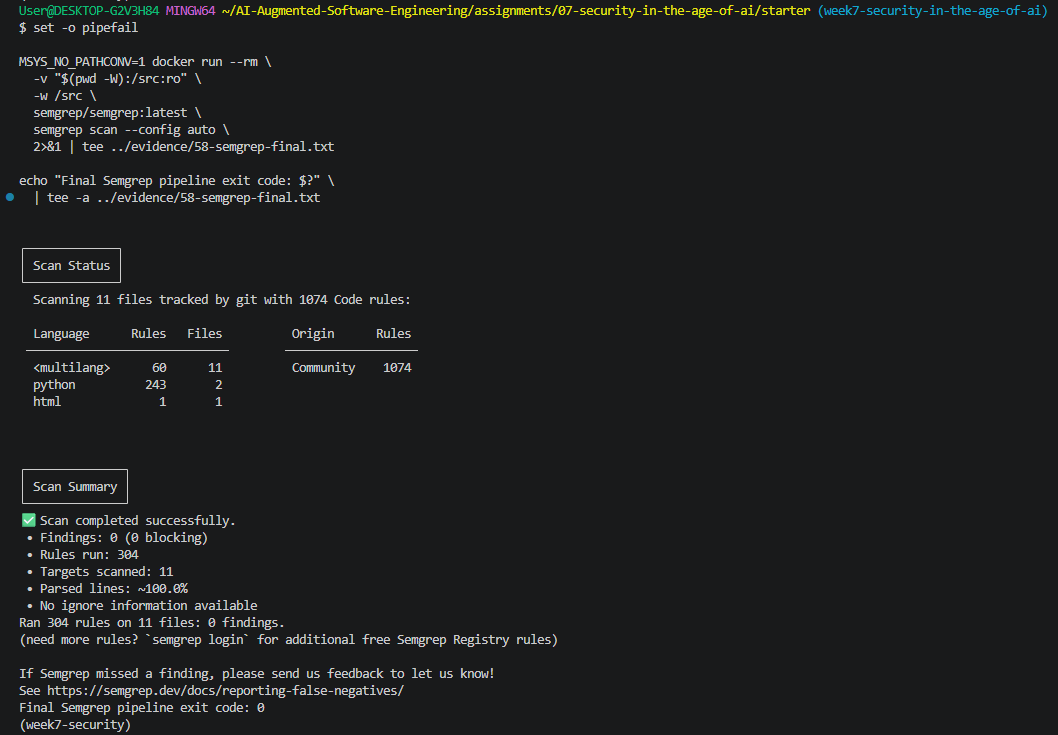 User@DESKTOP-G2V3H84 MINGW64 ~/AI-Augmented-Software-Engineering/assignments/07-security-in-the-age-of-ai/starter (week7-security-in-the-age-of-ai)
$ set -o pipefail
MSYS_NO_PATHCONV=1 docker run --rm \
-v "$(pwd -W):/src:ro" \
-w /src \
semgrep/semgrep:latest \
semgrep scan --config auto \
2>&1 | tee ../evidence/58-semgrep-final.txt
echo "Final Semgrep pipeline exit code: $?" \
| tee -a ../evidence/58-semgrep-final.txt
Scan Status
Scanning 11 files tracked by git with 1074 Code rules:
Language Rules Files Origin Rules
<multilang> 60 11 Community 1074
python 243 2
html 1 1
Scan Summary
✅ Scan completed successfully.
• Findings: 0 (0 blocking)
• Rules run: 304
• Targets scanned: 11
• Parsed lines: ~100.0%
• No ignore information available
Ran 304 rules on 11 files: 0 findings.
(need more rules? `semgrep login` for additional free Semgrep Registry rules)
If Semgrep missed a finding, please send us feedback to let us know!
See https://semgrep.dev/docs/reporting-false-negatives/
Final Semgrep pipeline exit code: 0
(week7-security)